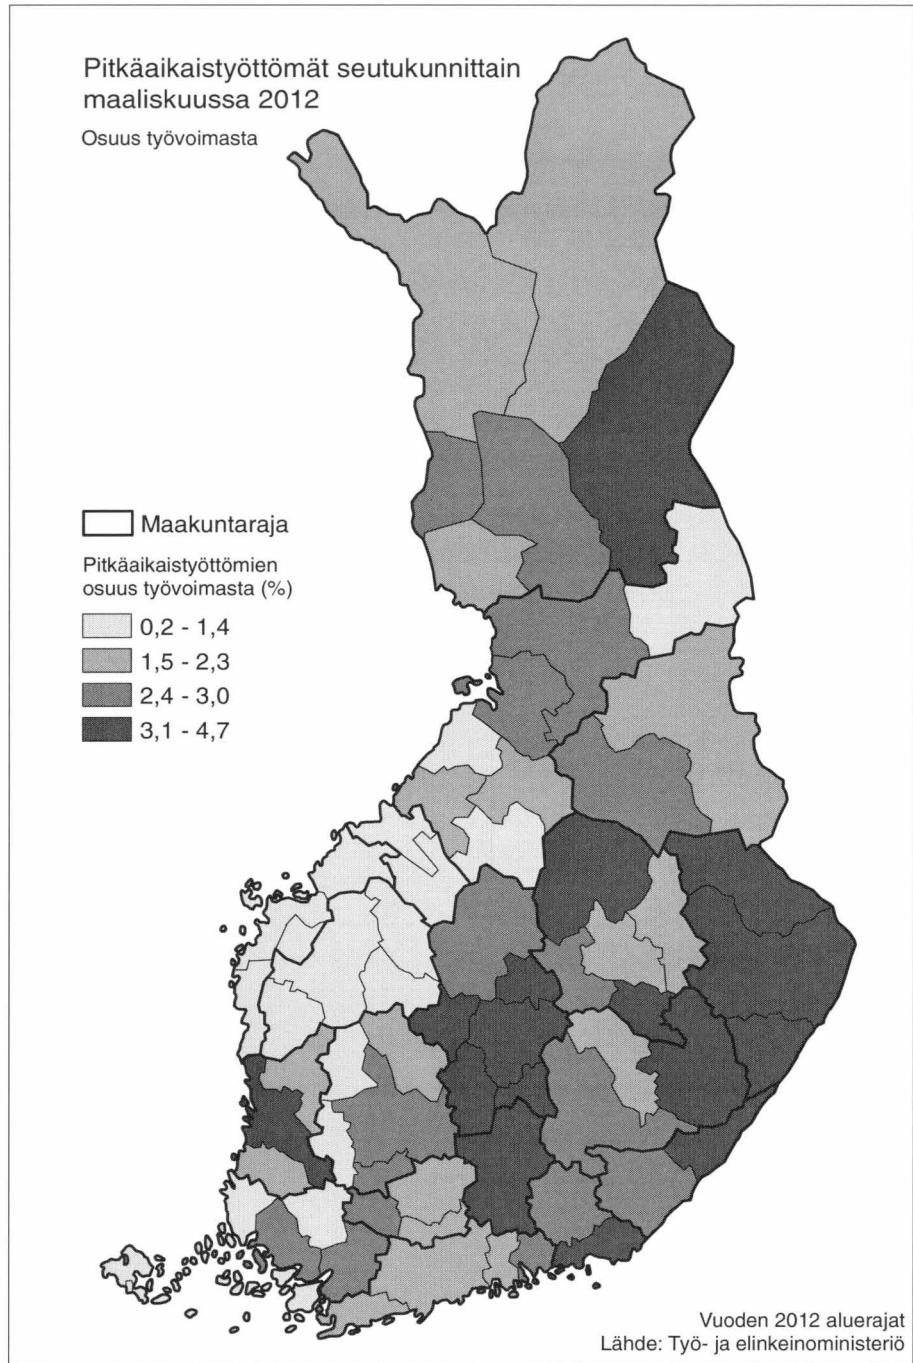 Pitkäaikaistyöttömät seutukunnittain
maaliskuussa 2012
Osuus työvoimasta
Maakuntaraja
Pitkäaikaistyöttömien
osuus työvoimasta (%)
0,2 - 1,4
1,5 - 2,3
2,4 - 3,0
3,1 - 4,7
Vuoden 2012 aluerajat
Lähde: Työ- ja elinkeinoministeriö